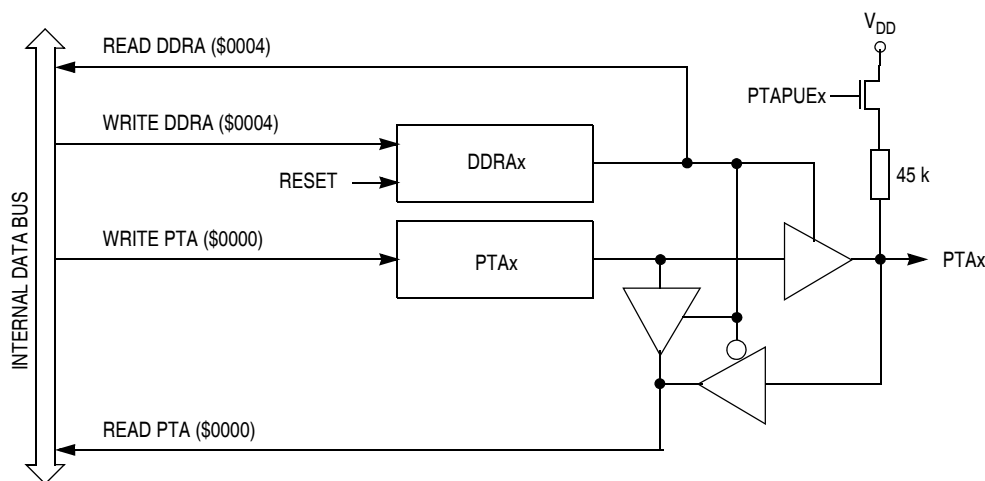 VDD
READ DDRA ($0004)
PTAPUEx
WRITE DDRA ($0004)
DDRAx
RESET
45 k
INTERNAL DATA BUS
WRITE PTA ($0000)
PTAx
PTAx
READ PTA ($0000)